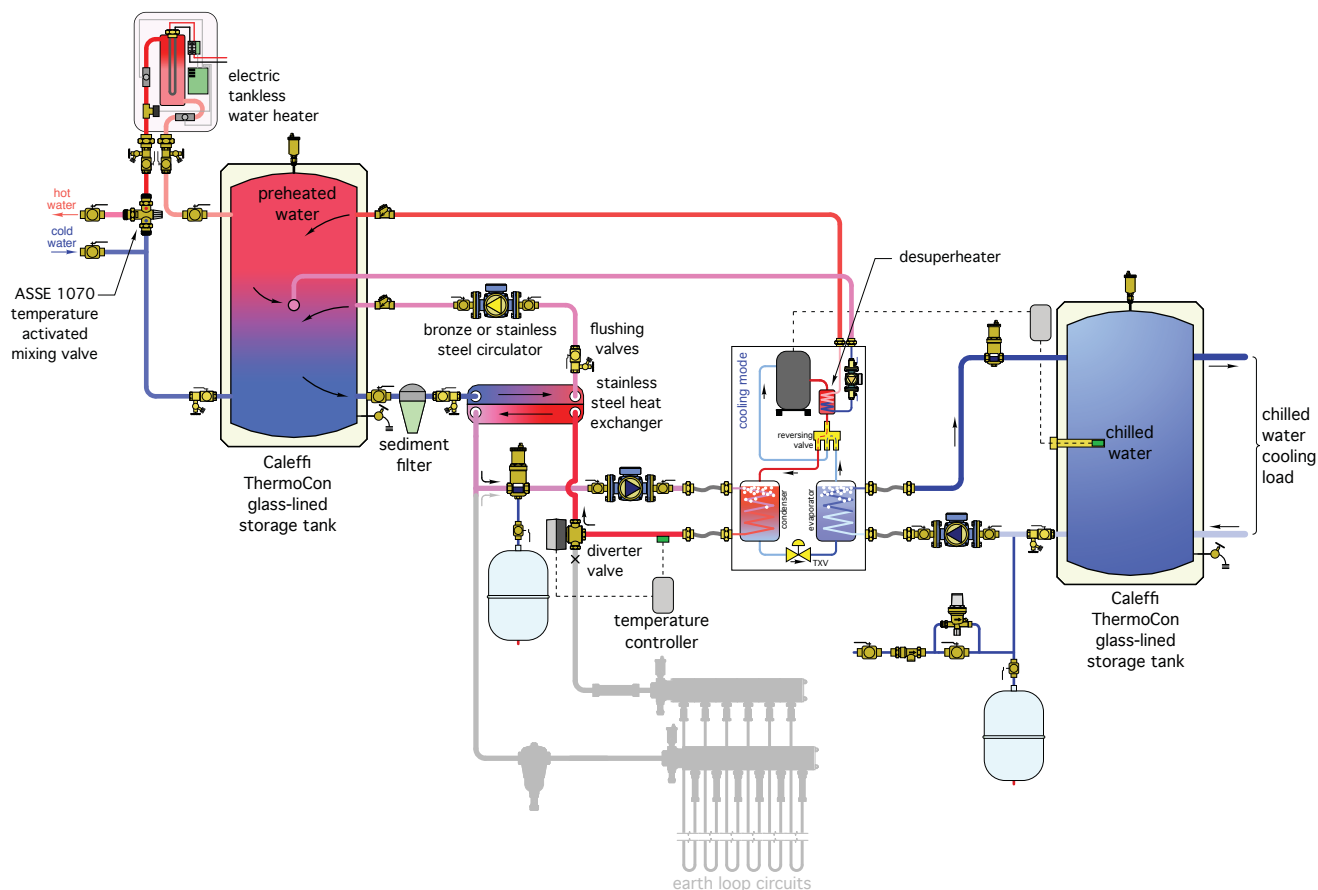 electric
tankless
water heater
preheated
water
hot
water
cold
water
ASSE 1070
temperature
activated
mixing valve
desuperheater
bronze or stainless
steel circulator
flushing
valves
stainless
steel heat
exchanger
sediment
filter
Caleffi
ThermoCon
glass-lined
storage tank
cooling mode
reversing
valve
condenser
evaporator
TXV
diverter
valve
temperature
controller
chilled
water
chilled
water
cooling
load
Caleffi
ThermoCon
glass-lined
storage tank
earth loop circuits